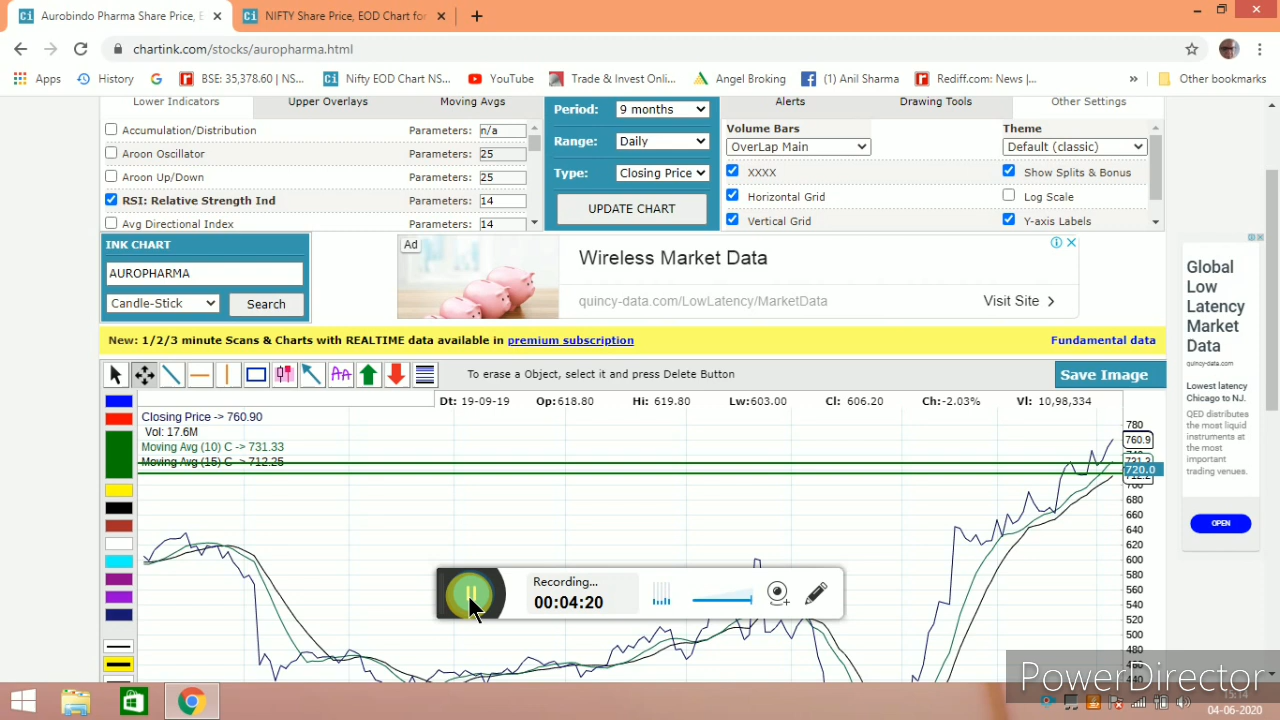 Aurobindo Pharma Share Price, E
NIFTY Share Price, EOD Chart for
chartink.com/stocks/auropharma.html
Apps
History
BSE: 35,378.60 | NS...
Nifty EOD Chart NS...
YouTube
Trade & Invest Onli...
Angel Broking
(1) Anil Sharma
Rediff.com: News |...
Other bookmarks
Lower Indicators
Upper Overlays
Moving Avgs
Accumulation/Distribution Parameters: n/a
Aroon Oscillator Parameters: 25
Aroon Up/Down Parameters: 25
RSI: Relative Strength Ind Parameters: 14
Avg Directional Index Parameters: 14
Period: 9 months
Range: Daily
Type: Closing Price
UPDATE CHART
Alerts
Drawing Tools
Other Settings
Volume Bars
OverLap Main
XXXX
Horizontal Grid
Vertical Grid
Theme
Default (classic)
Show Splits & Bonus
Log Scale
Y-axis Labels
INK CHART
AUROPHARMA
Candle-Stick
Search
Ad
Wireless Market Data
quincy-data.com/LowLatency/MarketData
Visit Site
Global
Low
Latency
Market
Data
quincy-data.com
Lowest latency
Chicago to NJ.
QED distributes
the most liquid
instruments at
the most
important
trading venues.
OPEN
New: 1/2/3 minute Scans & Charts with REALTIME data available in premium subscription
Fundamental data
To erase a object, select it and press Delete Button
Save Image
Dt: 19-09-19 Op:618.80 Hi: 619.80 Lw:603.00 Cl: 606.20 Ch:-2.03% Vl: 10,98,334
Closing Price -> 760.90
Vol: 17.6M
Moving Avg (10) C -> 731.33
Moving Avg (15) C -> 712.25
780
760.9
720.0
700
680
660
640
620
600
580
560
540
520
500
480
460
440
Recording...
00:04:20
PowerDirector
15:14
04-06-2020